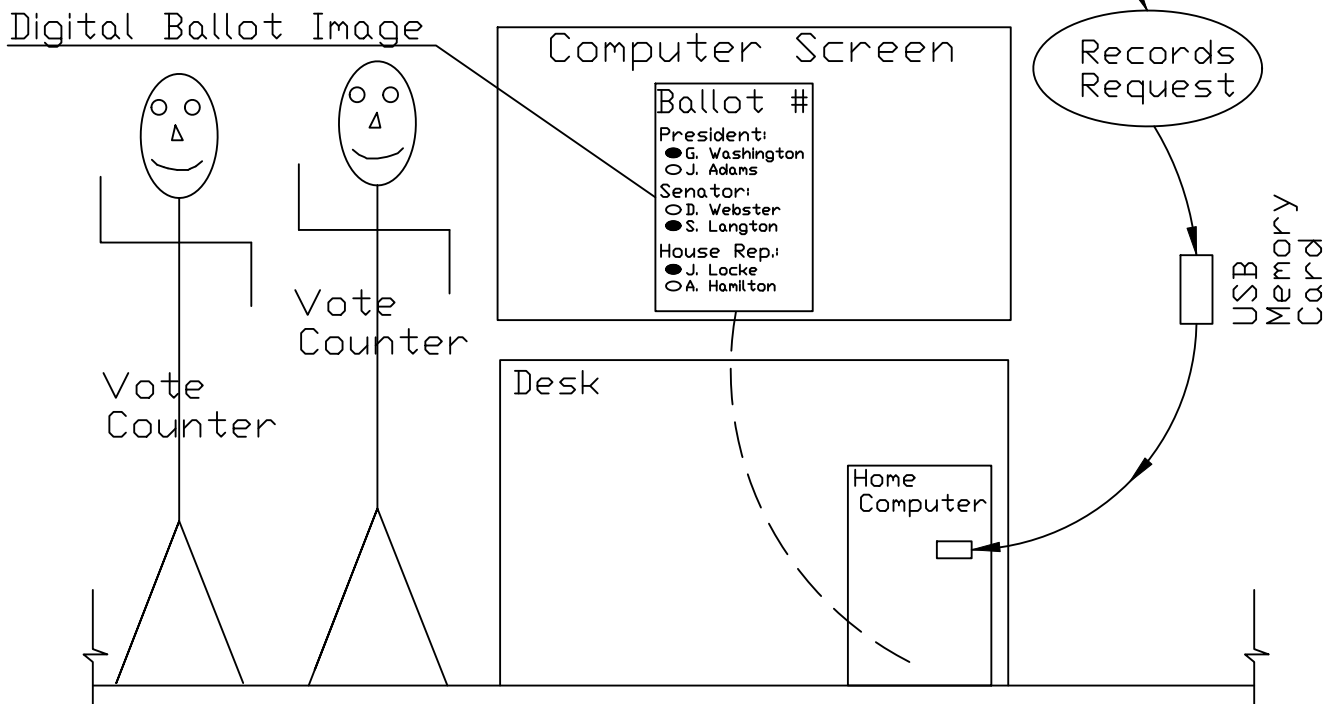 Digital Ballot Image
Computer Screen
Ballot #
President:
G. Washington
J. Adams
Senator:
D. Webster
S. Langton
House Rep.:
J. Locke
A. Hamilton
Records
Request
USB
Memory
Card
Vote
Counter
Vote
Counter
Desk
Home
Computer